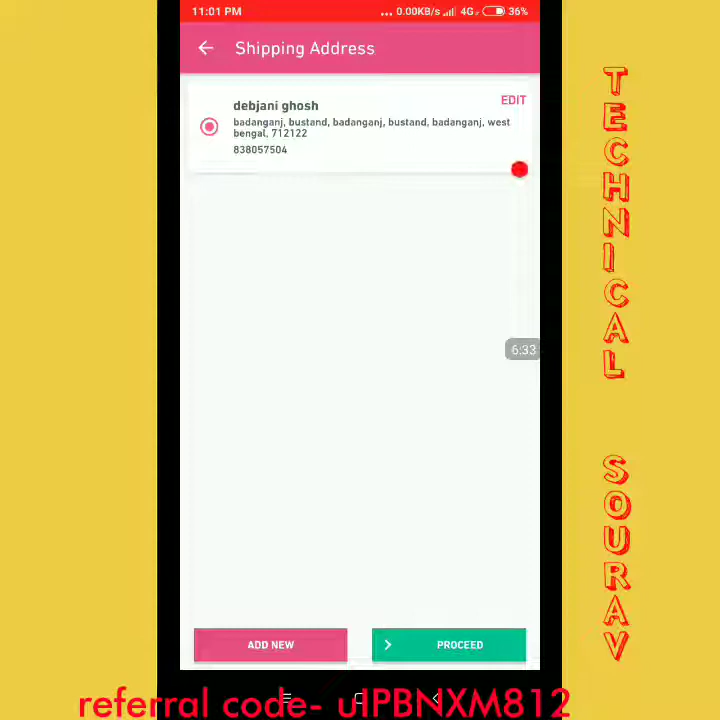 11:01 PM ... 0.00KB/s 4G 36%
Shipping Address
EDIT
debjani ghosh
badanganj, bustand, badanganj, bustand, badanganj, west
bengal, 712122
838057504
6:33
ADD NEW PROCEED
TECHNICAL SOURAV
referral code- uIPBNXM812